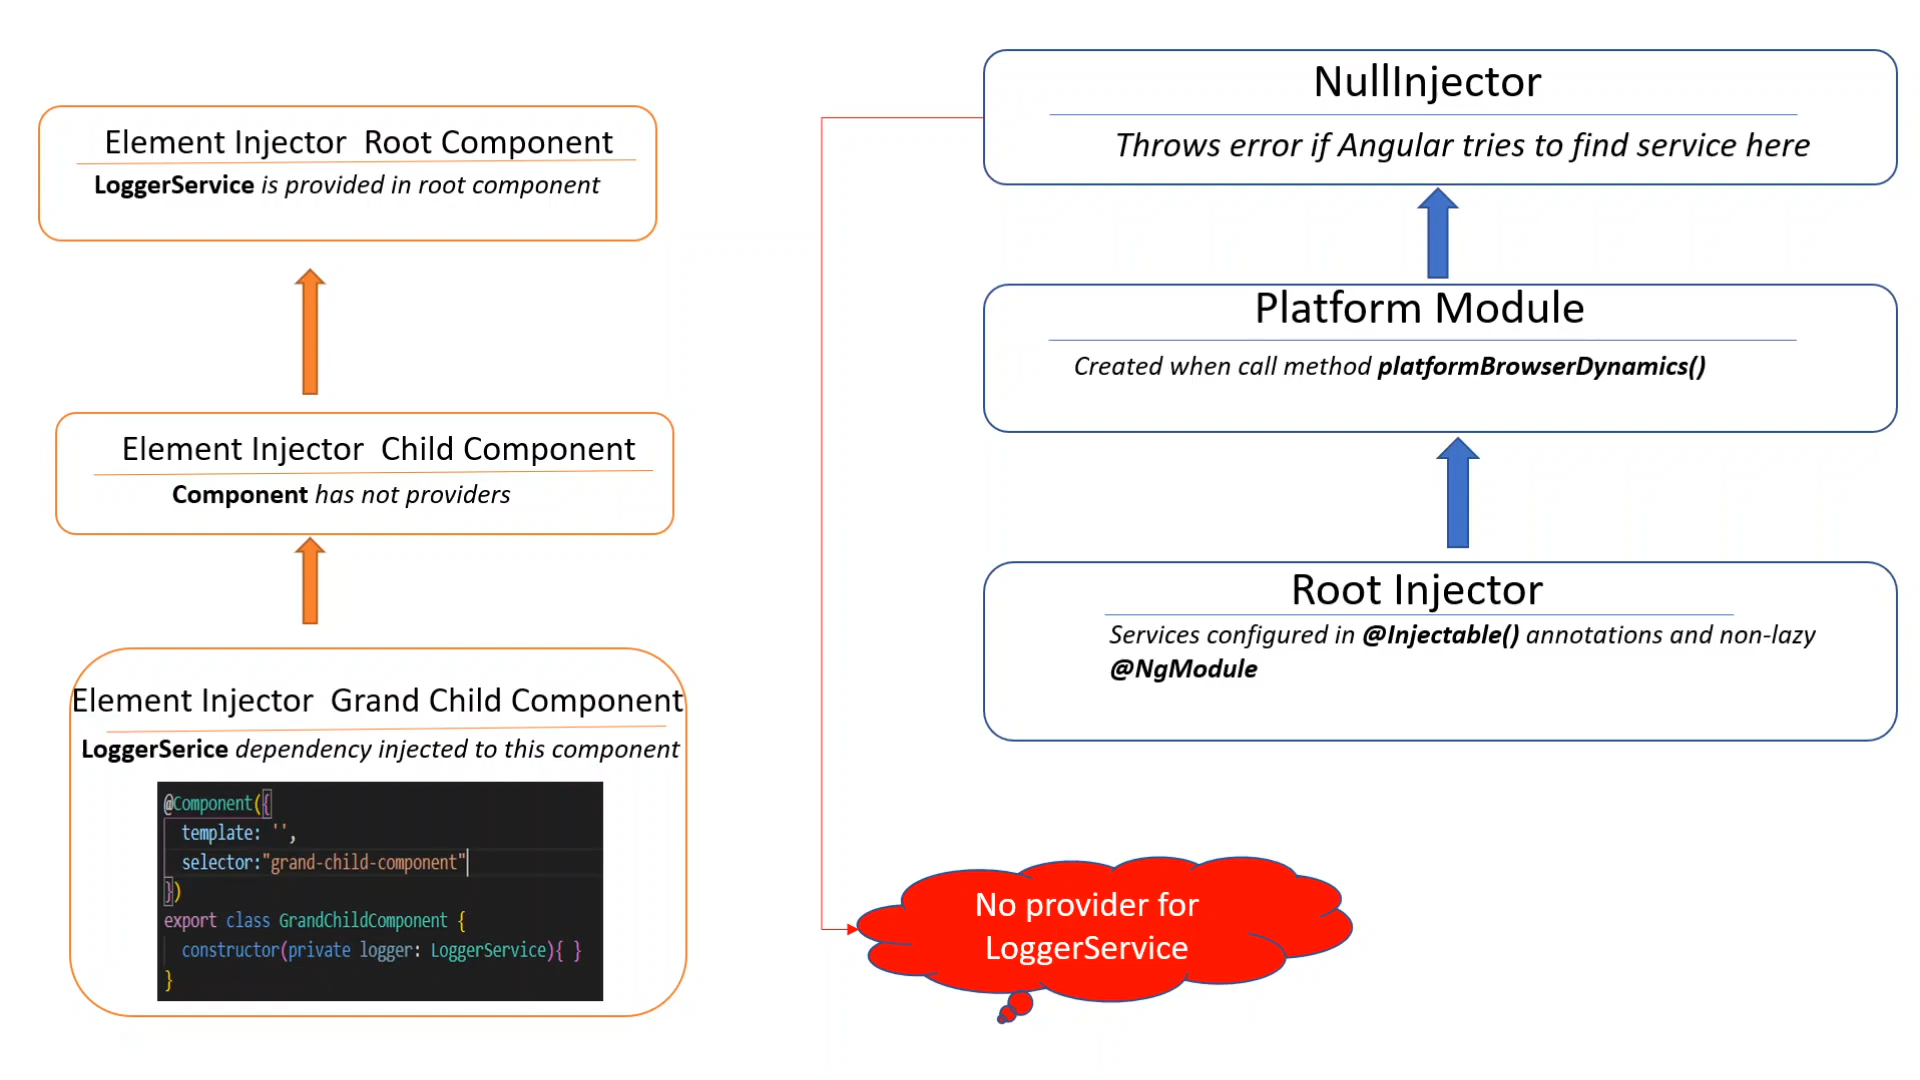 Element Injector  Root Component
LoggerService is provided in root component
Element Injector  Child Component
Component has not providers
Element Injector  Grand Child Component
LoggerSerice dependency injected to this component
@Component({
  template: '',
  selector:"grand-child-component"
})
export class GrandChildComponent {
  constructor(private logger: LoggerService){ }
}
NullInjector
Throws error if Angular tries to find service here
Platform Module
Created when call method platformBrowserDynamics()
Root Injector
Services configured in @Injectable() annotations and non-lazy
@NgModule
No provider for
LoggerService